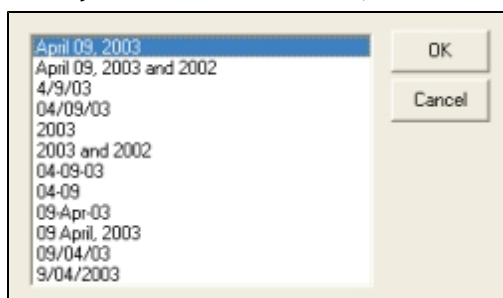 April 09, 2003
April 09, 2003 and 2002
4/9/03
04/09/03
2003
2003 and 2002
04-09-03
04-09
09-Apr-03
09 April, 2003
09/04/03
9/04/2003
OK
Cancel